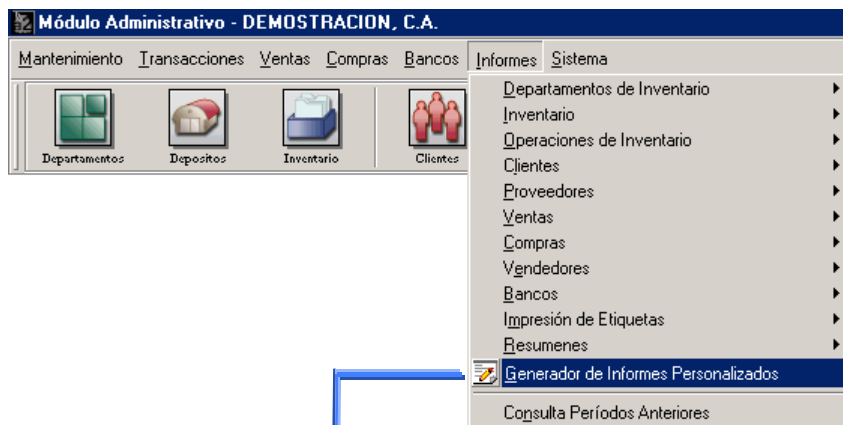 Módulo Administrativo - DEMOSTRACION, C.A.
Mantenimiento Transacciones Ventas Compras Bancos Informes Sistema
Departamentos Depositos Inventario Clientes
Departamentos de Inventario
Inventario
Operaciones de Inventario
Clientes
Proveedores
Ventas
Compras
Vendedores
Bancos
Impresión de Etiquetas
Resumenes
Generador de Informes Personalizados
Consulta Períodos Anteriores